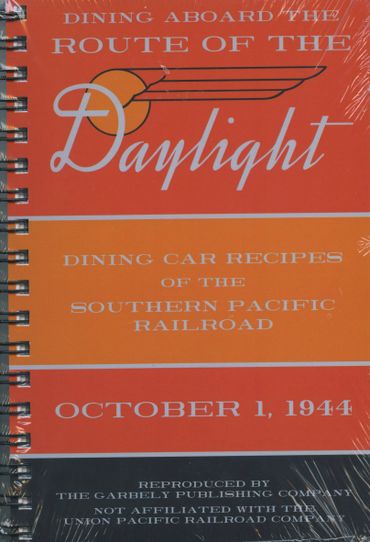 DINING ABOARD THE
ROUTE OF THE
Daylight
DINING CAR RECIPES
OF THE
SOUTHERN PACIFIC
RAILROAD
OCTOBER 1, 1944
REPRODUCED BY
THE GARBELY PUBLISHING COMPANY
NOT AFFILIATED WITH THE
UNION PACIFIC RAILROAD COMPANY